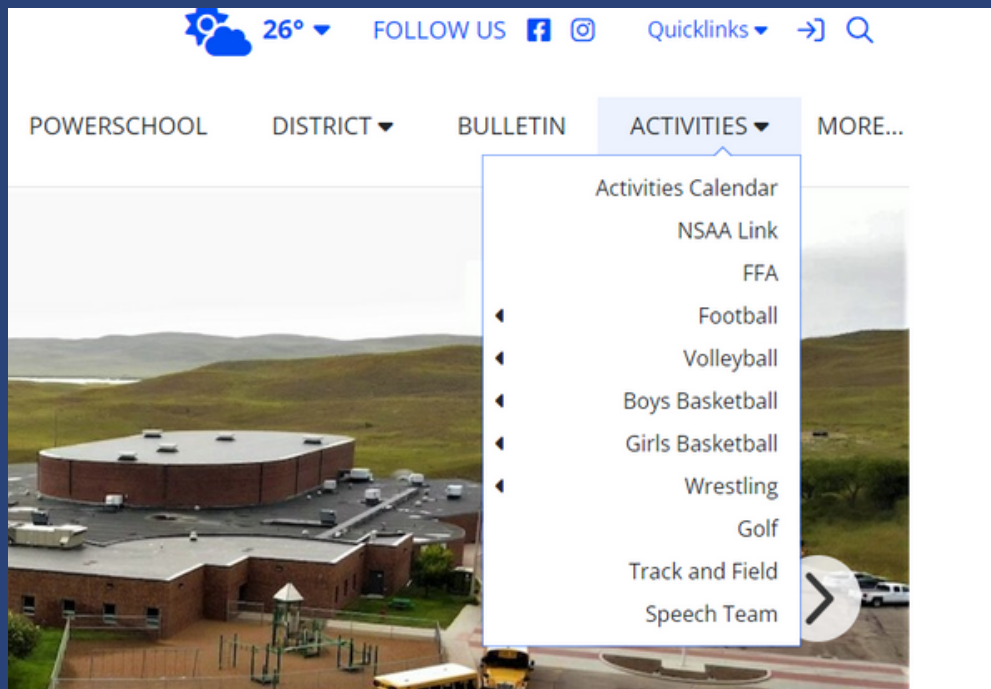 26° FOLLOW US Quicklinks
POWERSCHOOL DISTRICT BULLETIN ACTIVITIES MORE...
Activities Calendar
NSAA Link
FFA
Football
Volleyball
Boys Basketball
Girls Basketball
Wrestling
Golf
Track and Field
Speech Team